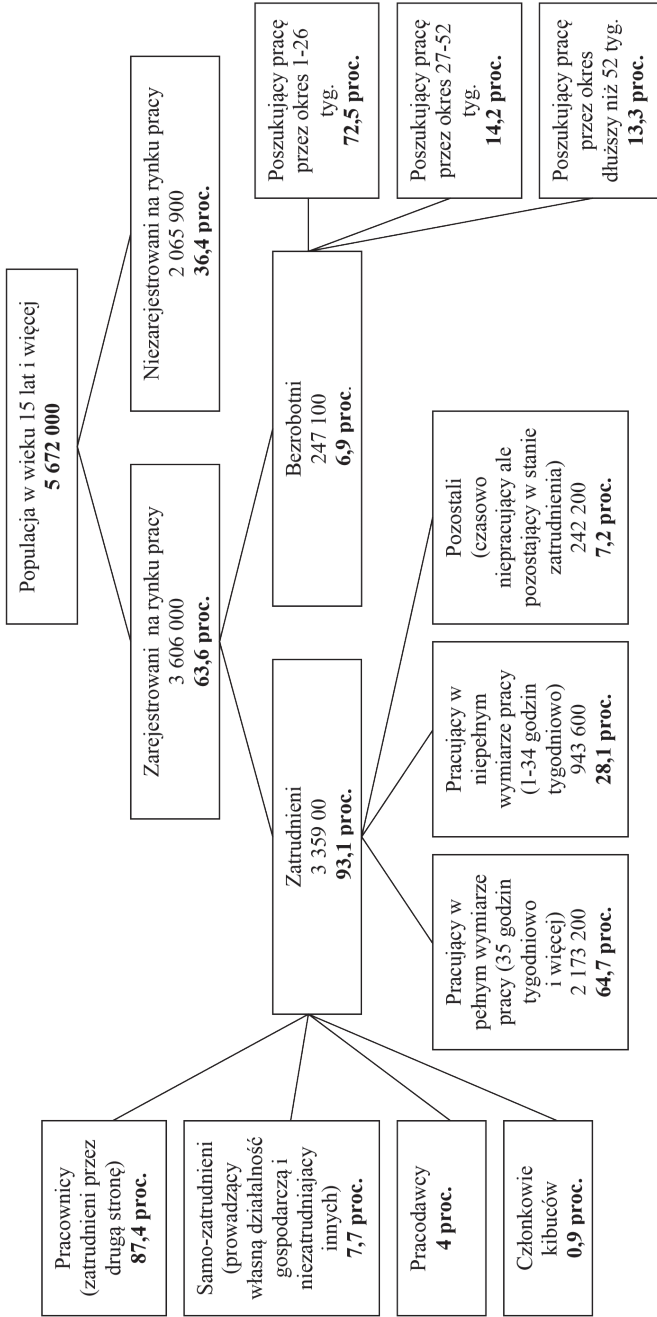 Populacja w wieku 15 lat i więcej
5 672 000
Zarejestrowani na rynku pracy
3 606 000
63,6 proc.
Niezarejestrowani na rynku pracy
2 065 900
36,4 proc.
Pracownicy
(zatrudnieni przez
drugą stronę)
87,4 proc.
Samo-zatrudnieni
(prowadzący
własną działalność
gospodarczą i
niezatrudniajacy
innych)
7,7 proc.
Pracodawcy
4 proc.
Członkowie
kibuców
0,9 proc.
Zatrudnieni
3 359 00
93,1 proc.
Bezrobotni
247 100
6,9 proc.
Poszukujący pracę
przez okres 1-26
tyg.
72,5 proc.
Poszukujący pracę
przez okres 27-52
tyg.
14,2 proc.
Poszukujący pracę
przez okres
dłuższy niż 52 tyg.
13,3 proc.
Pracujący w
pełnym wymiarze
pracy (35 godzin
tygodniowo
i więcej)
2 173 200
64,7 proc.
Pracujący w
niepełnym
wymiarze pracy
(1-34 godzin
tygodniowo)
943 600
28,1 proc.
Pozostali
(czasowo
niepracujący ale
pozostający w stanie
zatrudnienia)
242 200
7,2 proc.